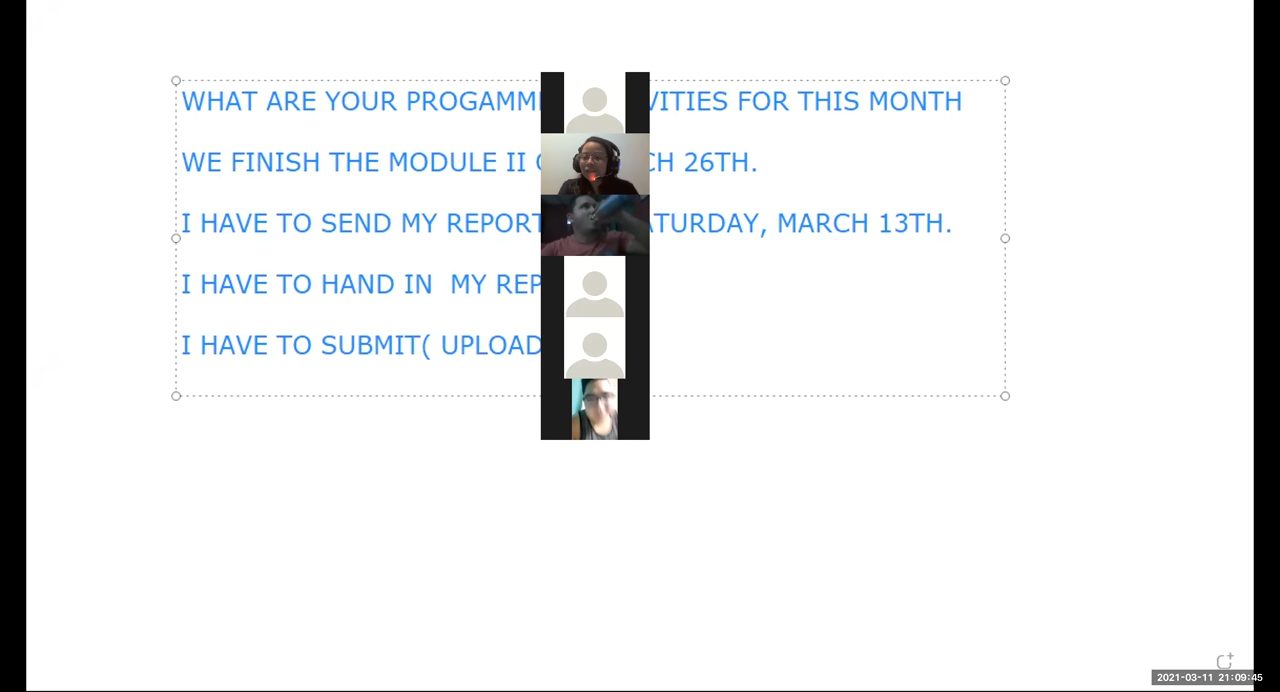 WHAT ARE YOUR PROGAMME VITIES FOR THIS MONTH
WE FINISH THE MODULE II CH 26TH.
I HAVE TO SEND MY REPORT ATURDAY, MARCH 13TH.
I HAVE TO HAND IN MY REP
I HAVE TO SUBMIT( UPLOAD
2021-03-11 21:09:45